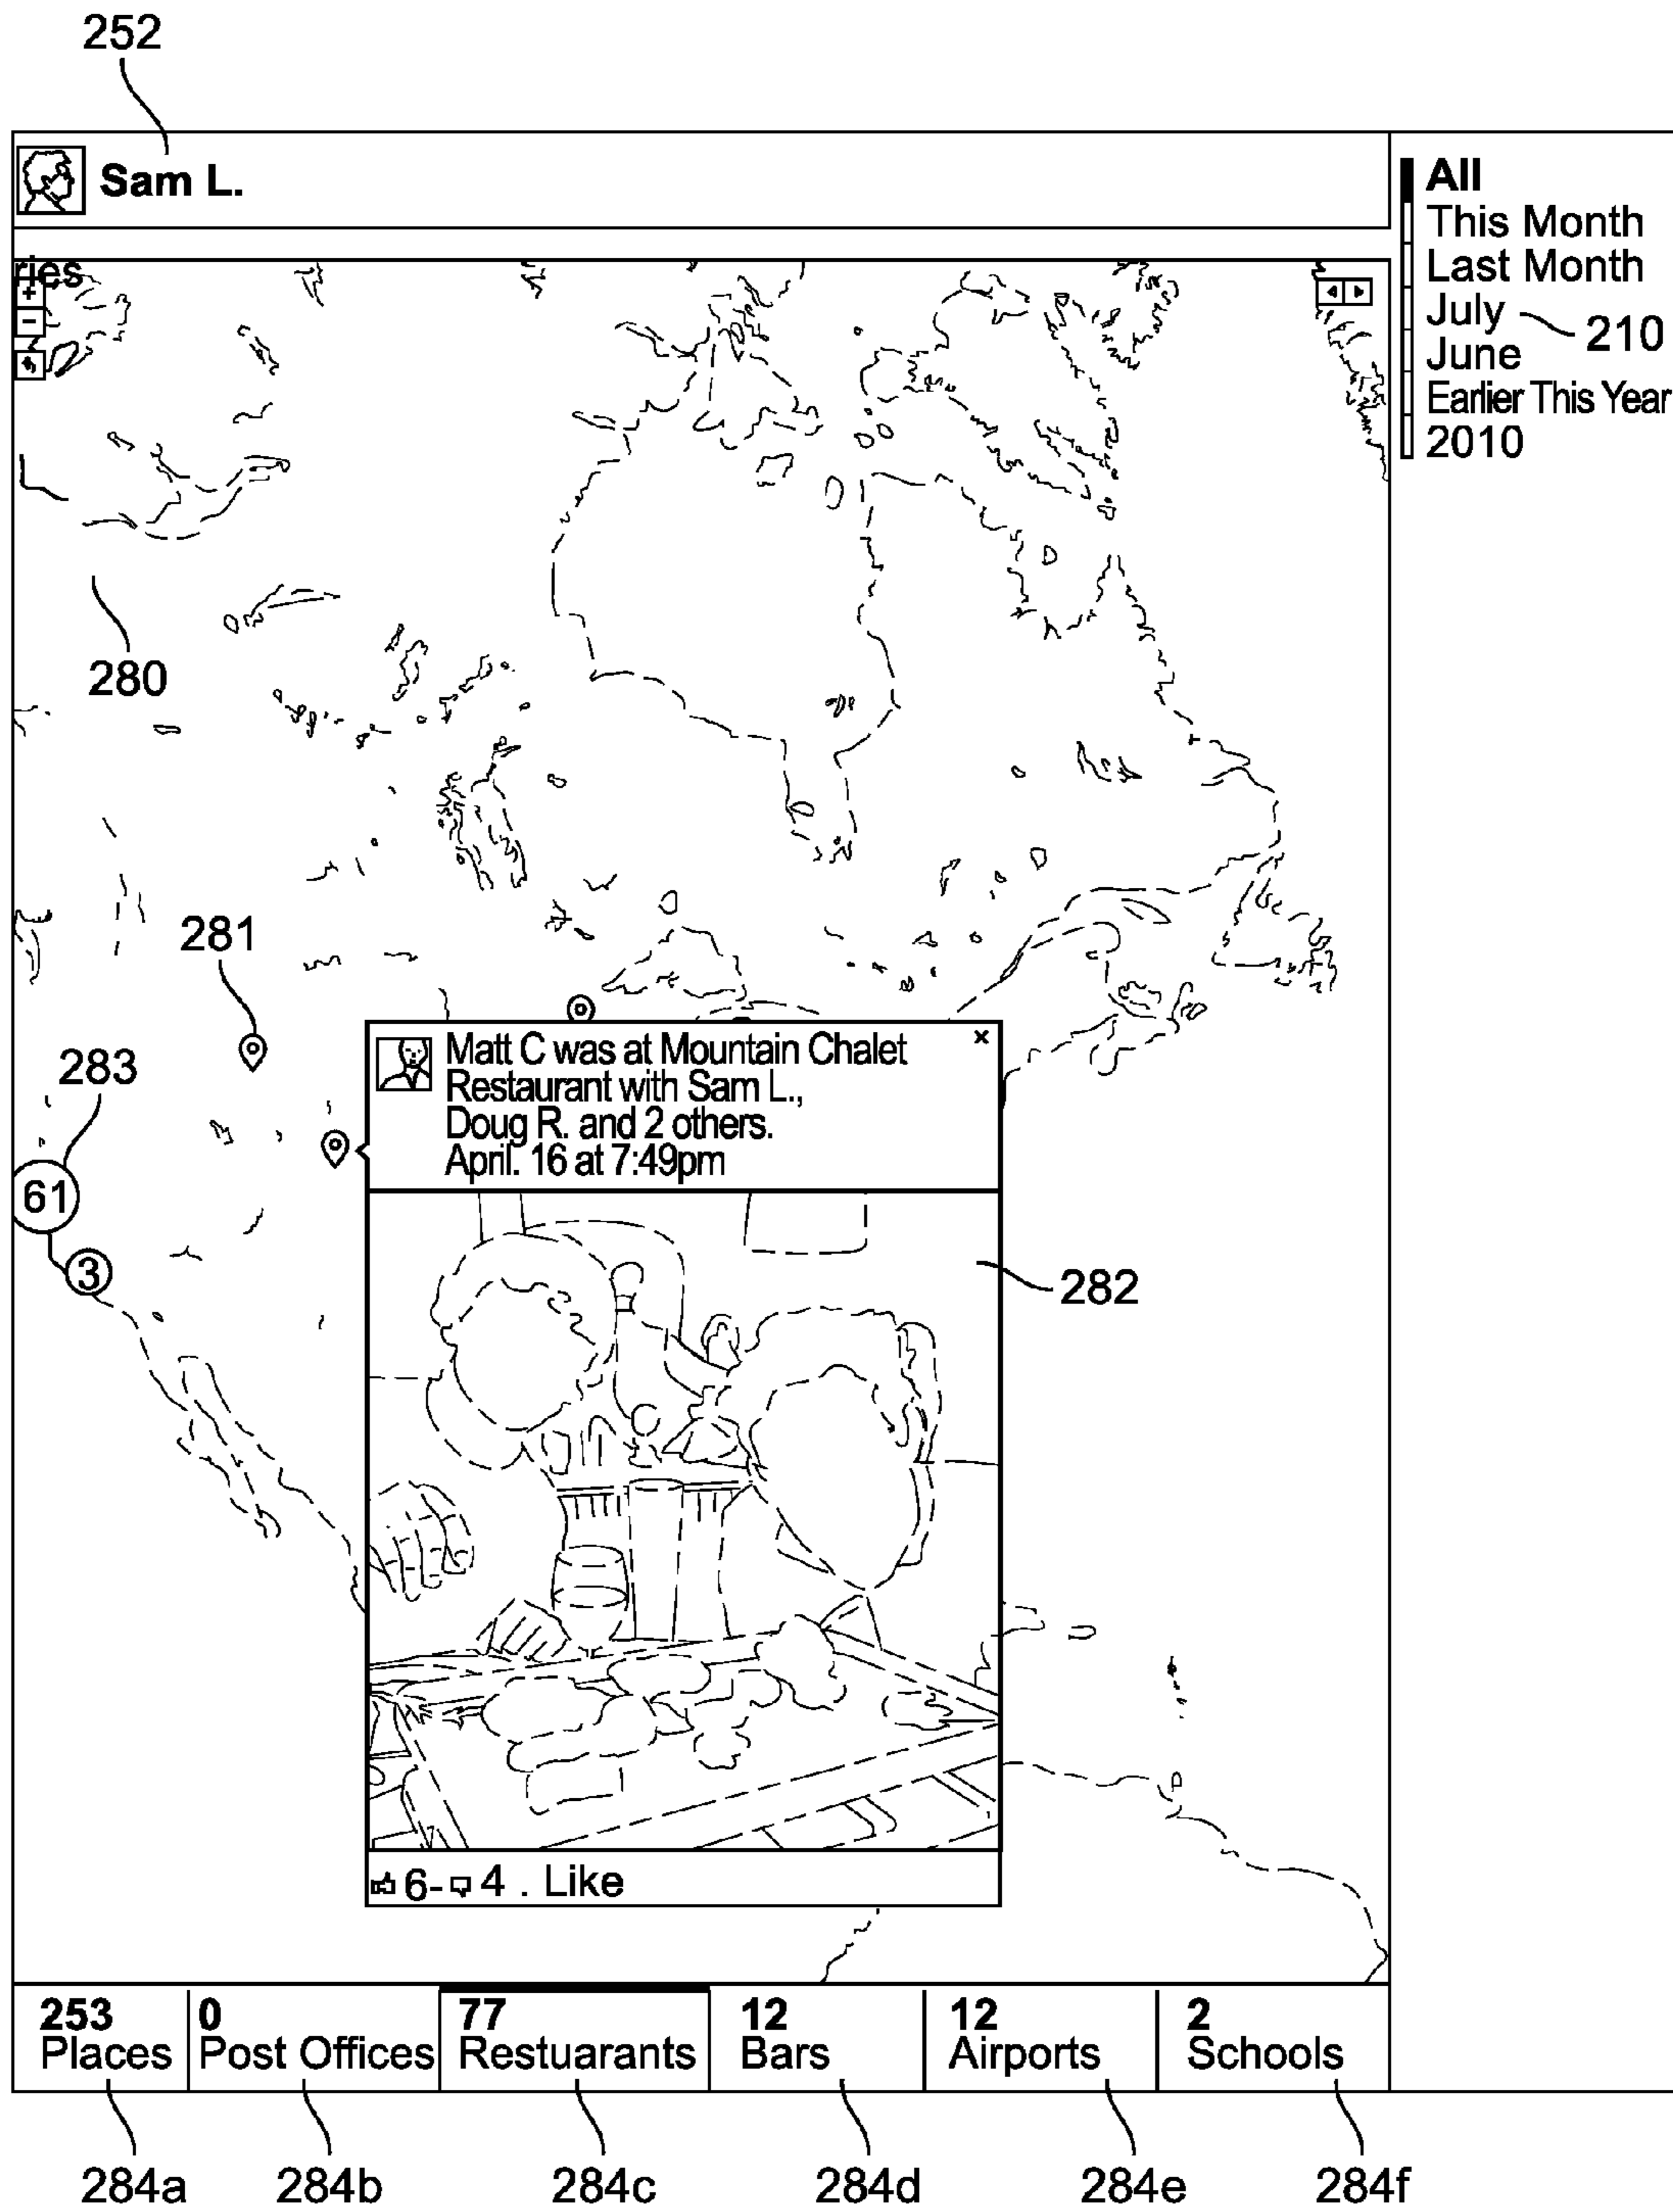 252
Sam L.
All
This Month
Last Month
July
210
June
Earlier This Year
2010
ries
+
-
280
281
283
61
3
Matt C was at Mountain Chalet
Restaurant with Sam L.,
Doug R. and 2 others.
April. 16 at 7:49pm
x
282
6- 4 . Like
253
Places
0
Post Offices
77
Restuarants
12
Bars
12
Airports
2
Schools
284a
284b
284c
284d
284e
284f